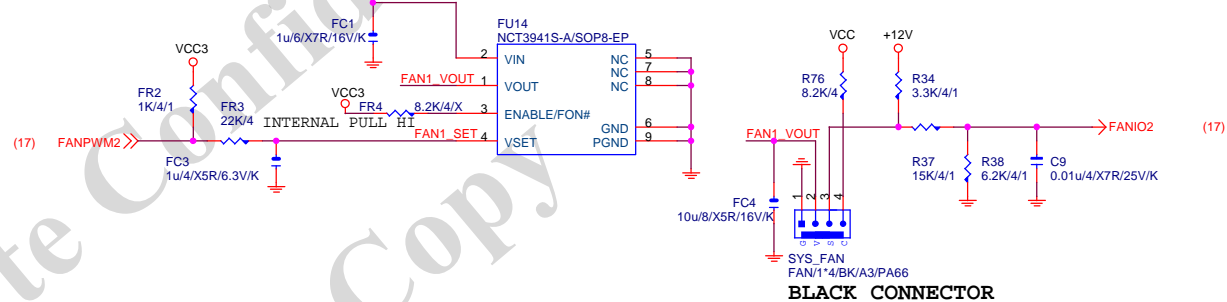 FC1
1u/6/X7R/16V/K
FU14
NCT3941S-A/SOP8-EP
VCC3
2
VIN
NC
5
NC
7
FAN1_VOUT
1
VOUT
NC
8
FR2
1K/4/1
FR3
22K/4
VCC3
FR4
8.2K/4/X
3
ENABLE/FON#
INTERNAL PULL HI
GND
6
(17)
FANPWM2
FAN1_SET
4
VSET
PGND
9
FC3
1u/4/X5R/6.3V/K
VCC
+12V
R76
8.2K/4
R34
3.3K/4/1
FAN1_VOUT
FANIO2
(17)
R37
15K/4/1
R38
6.2K/4/1
C9
0.01u/4/X7R/25V/K
FC4
10u/8/X5R/16V/K
1
2
3
4
G
V
S
C
SYS_FAN
FAN/1*4/BK/A3/PA66
BLACK CONNECTOR
te Confid
Copy